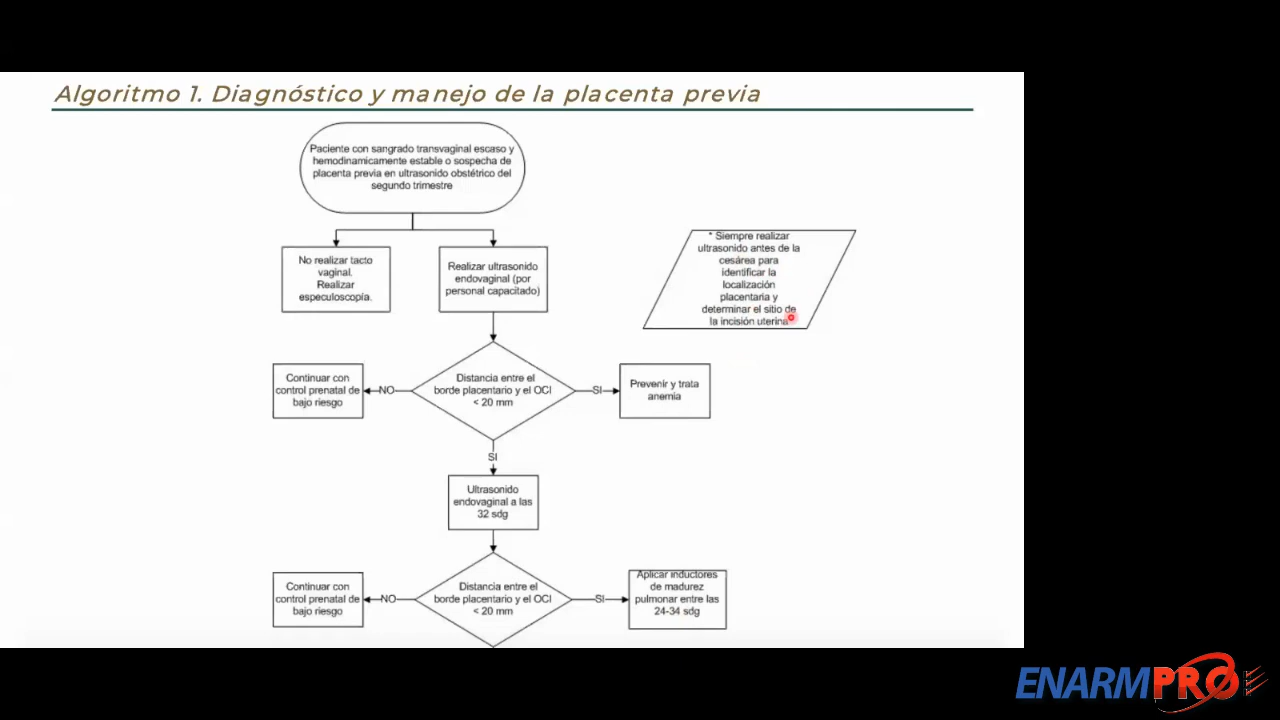 Algoritmo 1. Diagnóstico y manejo de la placenta previa
Paciente con sangrado transvaginal escaso y
hemodinamicamente estable o sospecha de
placenta previa en ultrasonido obstétrico del
segundo trimestre
No realizar tacto
vaginal.
Realizar
especuloscopía.
Realizar ultrasonido
endovaginal (por
personal capacitado)
* Siempre realizar
ultrasonido antes de la
cesárea para
identificar la
localización
placentaria y
determinar el sitio de
la incisión uterina
Continuar con
control prenatal de
bajo riesgo
NO
Distancia entre el
borde placentario y el OCI
< 20 mm
SI
Prevenir y trata
anemia
SI
Ultrasonido
endovaginal a las
32 sdg
Continuar con
control prenatal de
bajo riesgo
NO
Distancia entre el
borde placentario y el OCI
< 20 mm
SI
Aplicar inductores
de madurez
pulmonar entre las
24-34 sdg
ENARMPRO